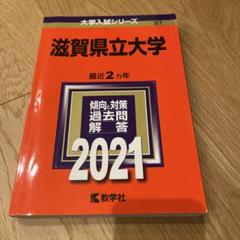 大学入試シリーズ
97
滋賀県立大学
最近2ヵ年
傾向と対策
過去問
解答
2021
教学社